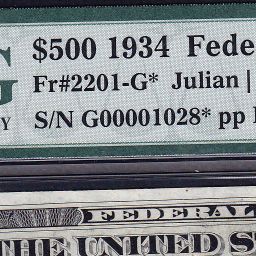 $500 1934 Fede
G
Fr#2201-G* Julian |
Y
S/N G00001028* pp
FEDERAL
THE UNITED S